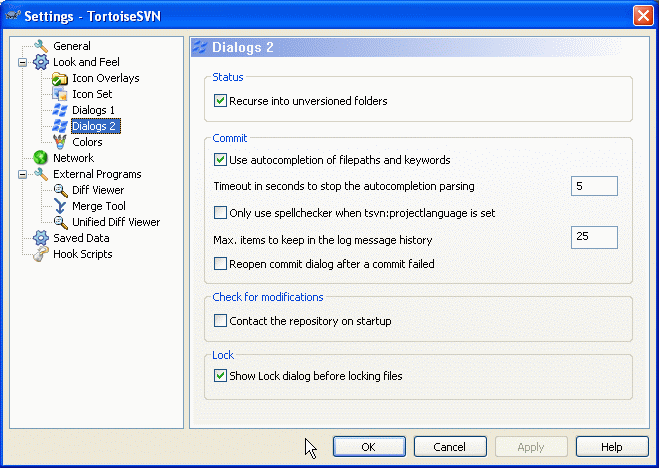 Settings - TortoiseSVN
General
Look and Feel
Icon Overlays
Icon Set
Dialogs 1
Dialogs 2
Colors
Network
External Programs
Diff Viewer
Merge Tool
Unified Diff Viewer
Saved Data
Hook Scripts
Dialogs 2
Status
Recurse into unversioned folders
Commit
Use autocompletion of filepaths and keywords
Timeout in seconds to stop the autocompletion parsing 5
Only use spellchecker when tsvn:projectlanguage is set
Max. items to keep in the log message history 25
Reopen commit dialog after a commit failed
Check for modifications
Contact the repository on startup
Lock
Show Lock dialog before locking files
OK Cancel Apply Help